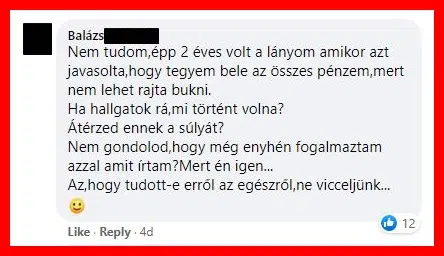 Balázs
Nem tudom,épp 2 éves volt a lányom amikor azt
javasolta,hogy tegyem bele az összes pénzem,mert
nem lehet rajta bukni.
Ha hallgatok rá,mi történt volna?
Átérzed ennek a súlyát?
Nem gondolod,hogy még enyhén fogalmaztam
azzal amit írtam?Mert én igen...
Az,hogy tudott-e erről az egészről,ne vicceljünk...
🙂
12
Like · Reply · 4d